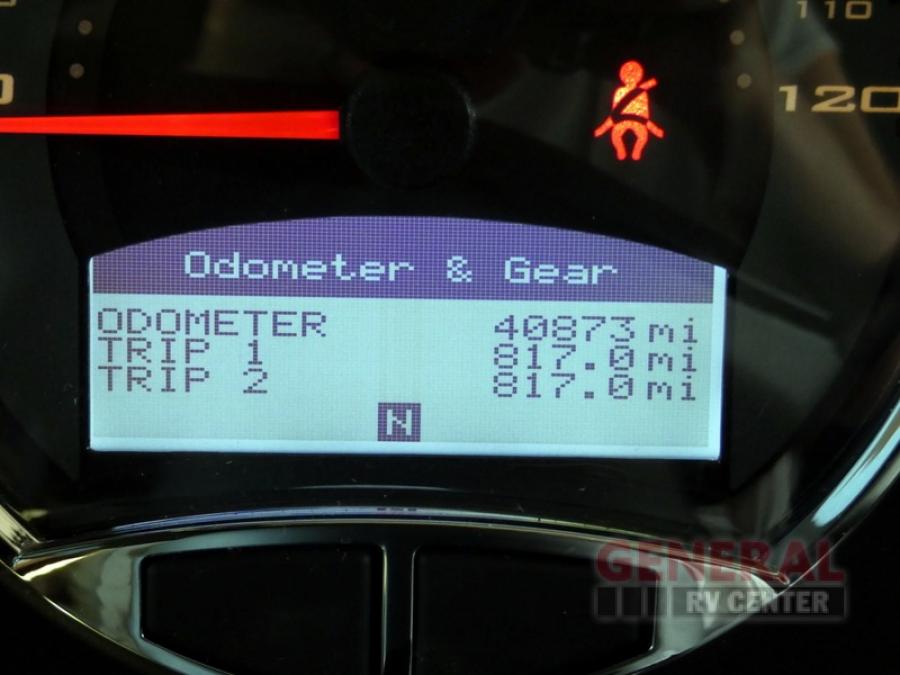 110
0
120
Odometer & Gear
ODOMETER 40873 mi
TRIP 1 817.0 mi
TRIP 2 817.0 mi
N
GENERAL
RV CENTER